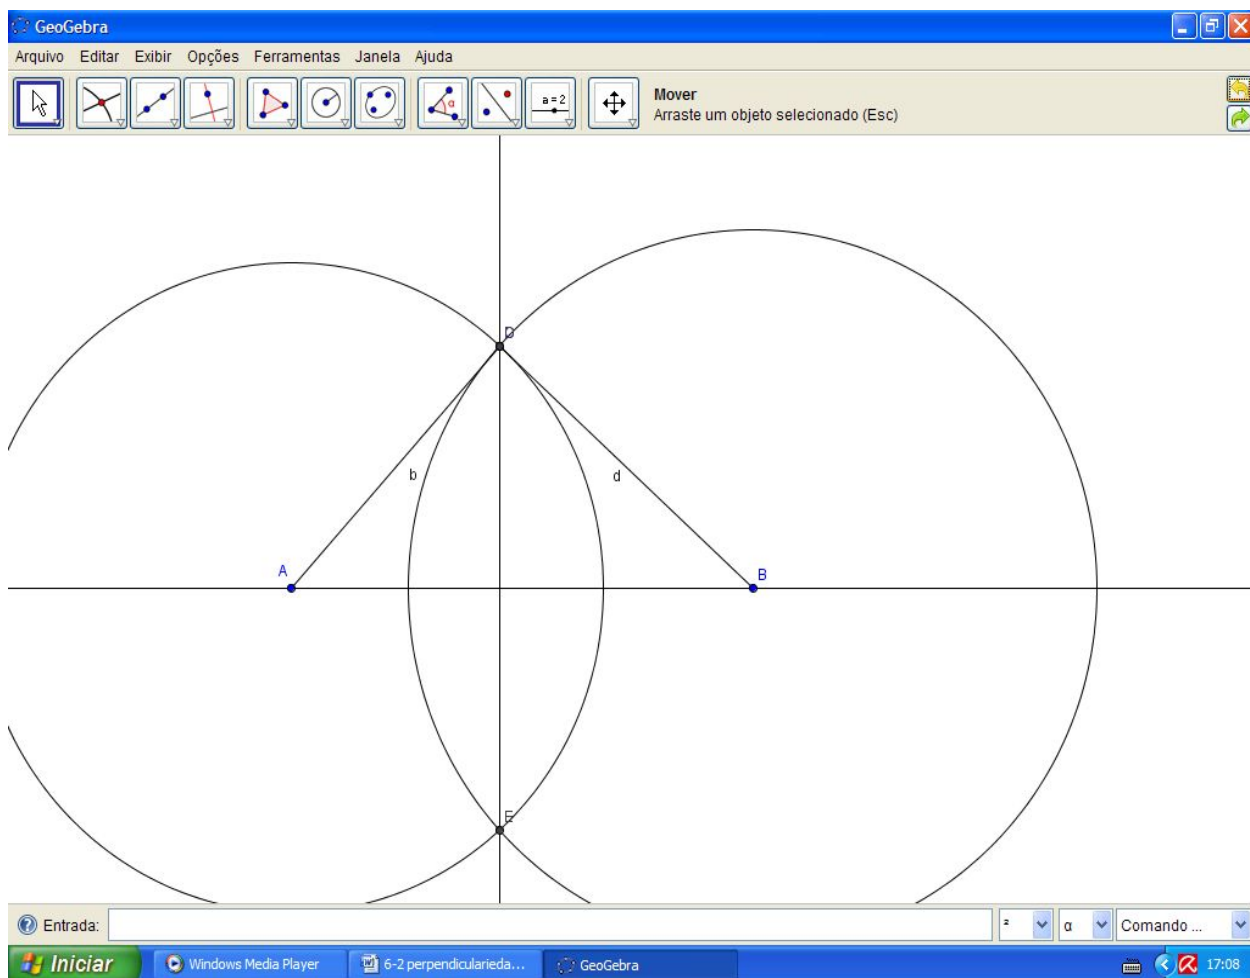 GeoGebra
Arquivo Editar Exibir Opções Ferramentas Janela Ajuda
α
a = 2
Mover
Arraste um objeto selecionado (Esc)
D
b
d
A
B
E
Entrada:
² α Comando ...
Iniciar Windows Media Player 6-2 perpendicularieda... GeoGebra 17:08